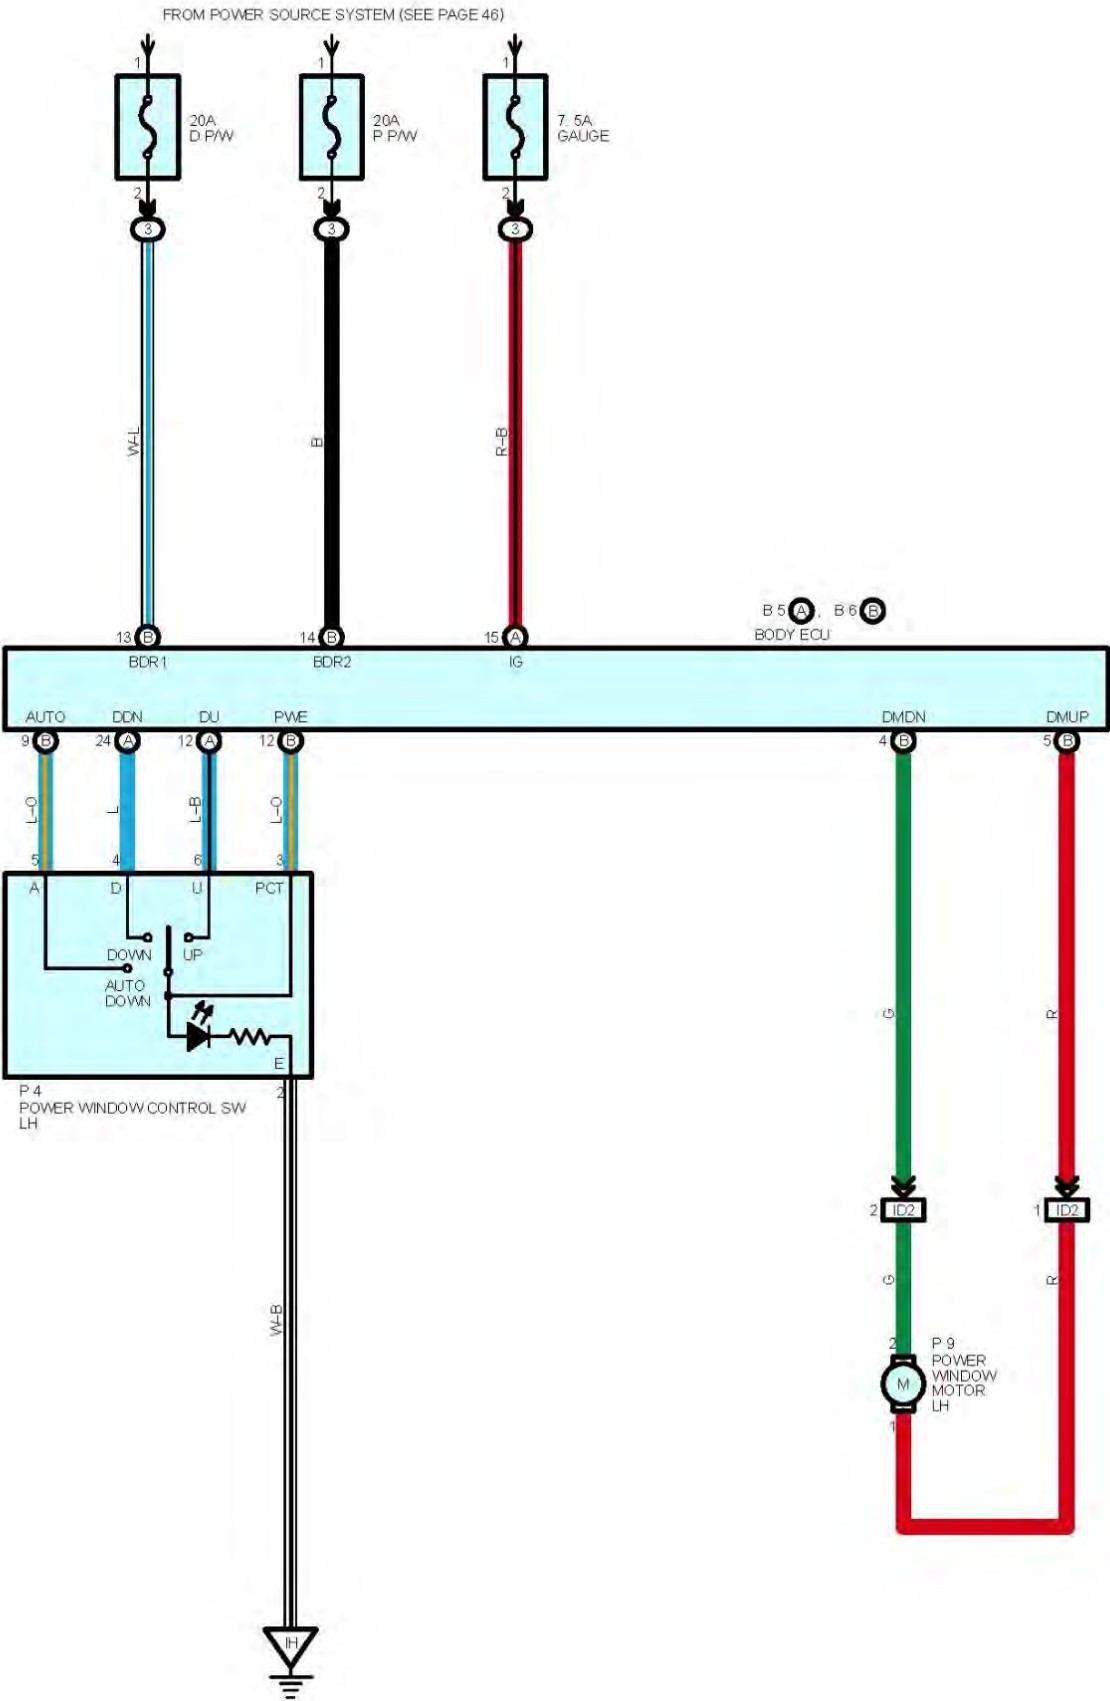 FROM POWER SOURCE SYSTEM (SEE PAGE 46)
1
1
1
20A
D P/W
20A
P P/W
7. 5A
GAUGE
2
2
2
3
3
3
W–L
B
R–B
B 5 A , B 6 B
BODY ECU
13 B
14 B
15 A
BDR1
BDR2
IG
AUTO
DDN
DU
PWE
DMDN
DMUP
9 B
24 A
12 A
12 B
4 B
5 B
L–O
L
L–B
L–O
5
4
6
3
A
D
U
PCT
DOWN
UP
AUTO
DOWN
E
2
P 4
POWER WINDOW CONTROL SW
LH
G
R
2 ID2
1 ID2
G
R
W–B
2
P 9
POWER
WINDOW
MOTOR
LH
M
1
IH